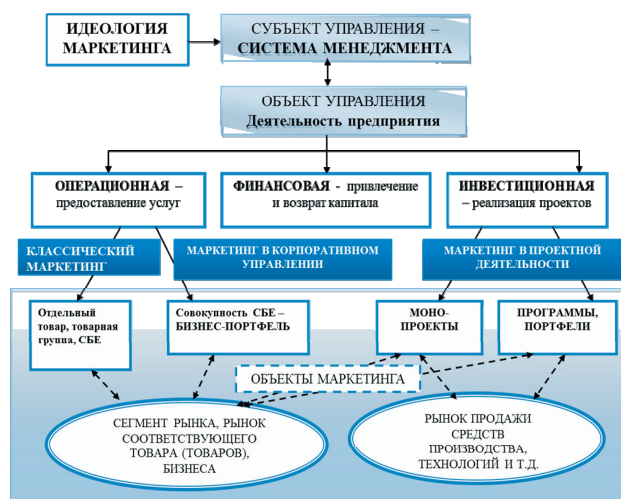 ИДЕОЛОГИЯ
МАРКЕТИНГА
СУБЪЕКТ УПРАВЛЕНИЯ –
СИСТЕМА МЕНЕДЖМЕНТА
ОБЪЕКТ УПРАВЛЕНИЯ
Деятельность предприятия
ОПЕРАЦИОННАЯ –
предоставление услуг
ФИНАНСОВАЯ - привлечение
и возврат капитала
ИНВЕСТИЦИОННАЯ
– реализация проектов
КЛАССИЧЕСКИЙ
МАРКЕТИНГ
МАРКЕТИНГ В КОРПОРАТИВНОМ
УПРАВЛЕНИИ
МАРКЕТИНГ В ПРОЕКТНОЙ
ДЕЯТЕЛЬНОСТИ
Отдельный
товар, товарная
группа, СБЕ
Совокупность СБЕ –
БИЗНЕС-ПОРТФЕЛЬ
МОНО-
ПРОЕКТЫ
ПРОГРАММЫ,
ПОРТФЕЛИ
ОБЪЕКТЫ МАРКЕТИНГА
СЕГМЕНТ РЫНКА, РЫНОК
СООТВЕТСТВУЮЩЕГО
ТОВАРА (ТОВАРОВ),
БИЗНЕСА
РЫНОК ПРОДАЖИ
СРЕДСТВ
ПРОИЗВОДСТВА,
ТЕХНОЛОГИЙ И Т.Д.